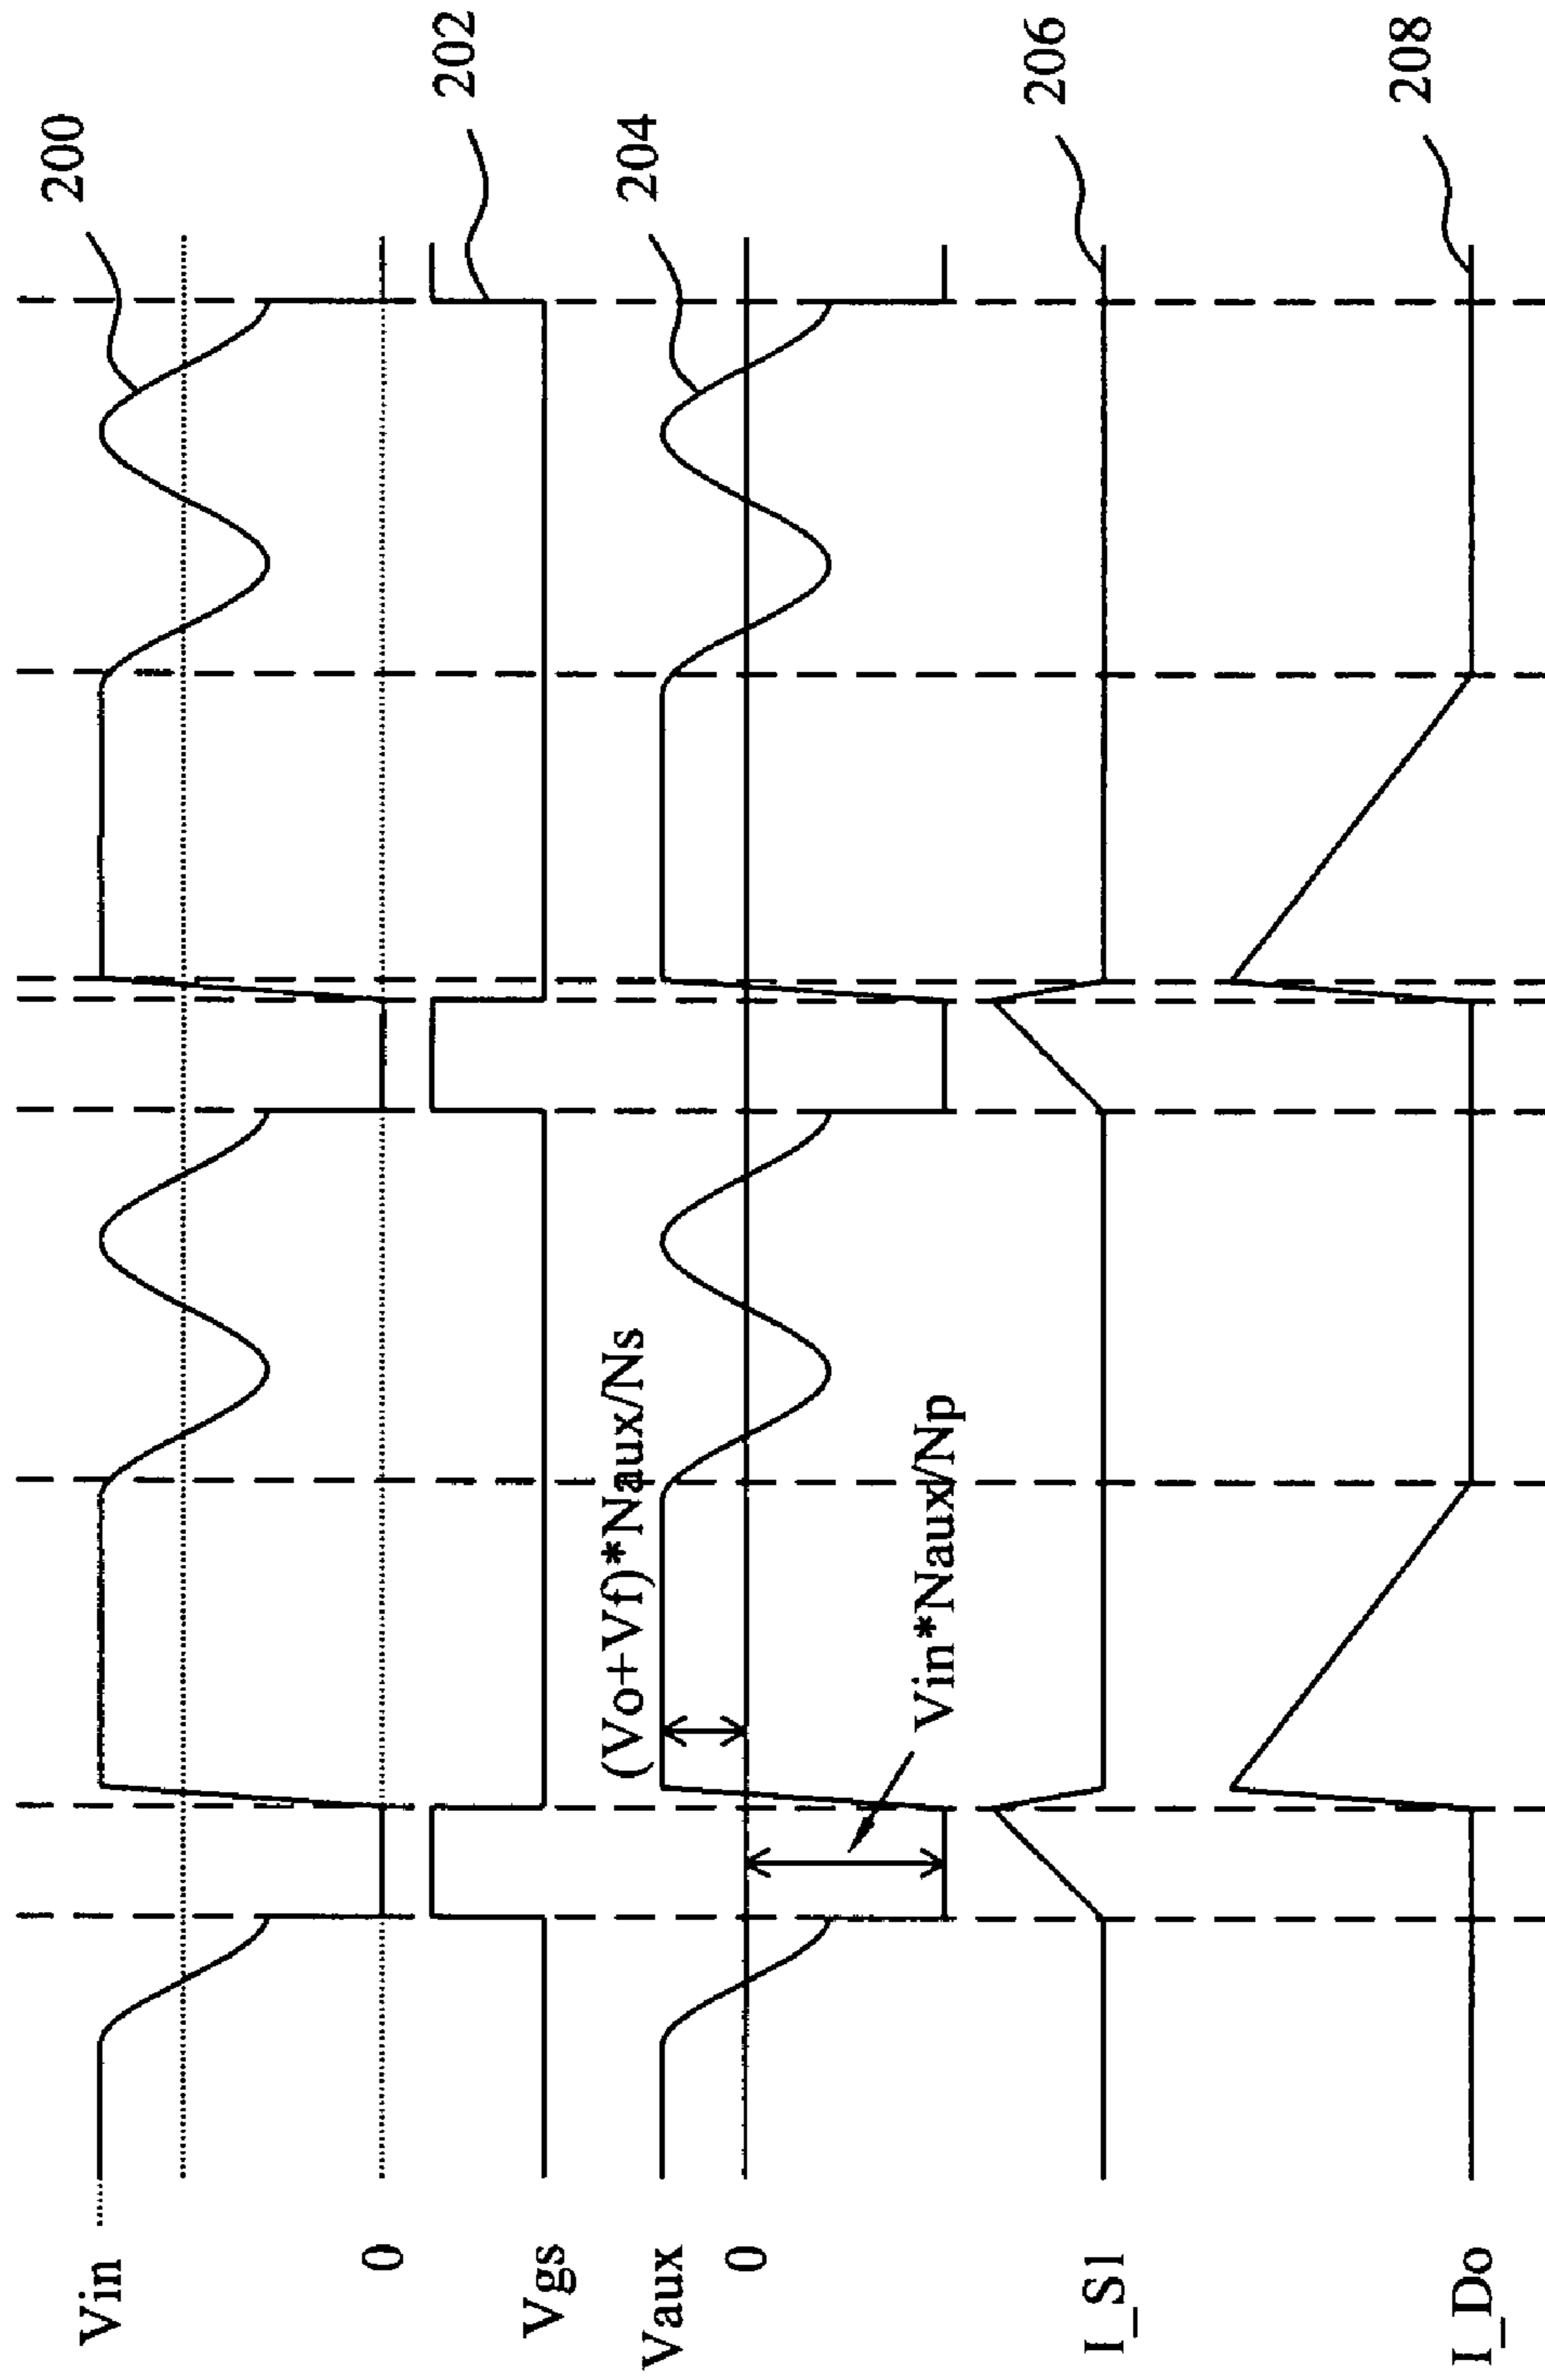 Vin
200
0
Vgs
202
Vaux
0
204
(Vo+Vf)*Naux/Ns
Vin*Naux/Np
I_S1
206
I_Do
208